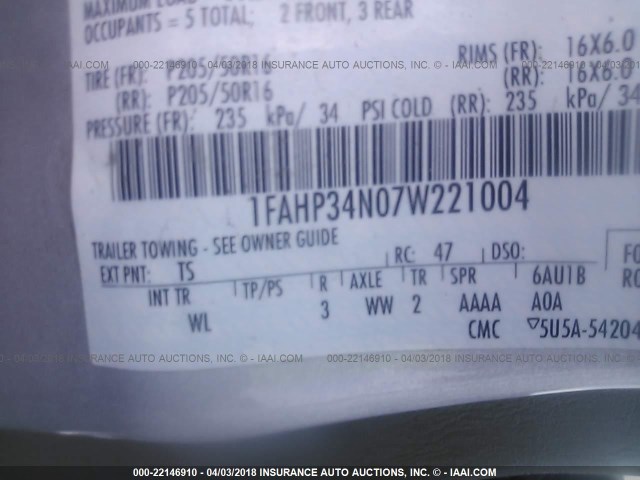 OCCUPANTS = 5 TOTAL; 2 FRONT, 3 REAR
RIMS (FR): 16X6.0
TIRE (FR): P205/50R16
(RR): 16X6.0
(RR): P205/50R16
PRESSURE (FR): 235 kPa/ 34 PSI COLD (RR): 235 kPa/ 34
1FAHP34N07W221004
TRAILER TOWING - SEE OWNER GUIDE
EXT PNT: TS RC: 47 DSO:
INT TR TP/PS R AXLE TR SPR 6AU1B
WL 3 WW 2 AAAA A0A
CMC ▽5U5A-54204
000-22146910 - 04/03/2018 INSURANCE AUTO AUCTIONS, INC. - ©IAAI.COM